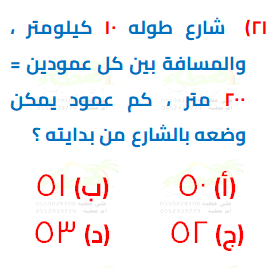 ٢١) شارع طوله ١٠ كيلومتر ،
والمسافة بين كل عمودين =
٢٠٠ متر ، كم عمود يمكن
وضعه بالشارع من بدايته ؟
(أ) ٥٠ (ب) ٥١
(ج) ٥٢ (د) ٥٣